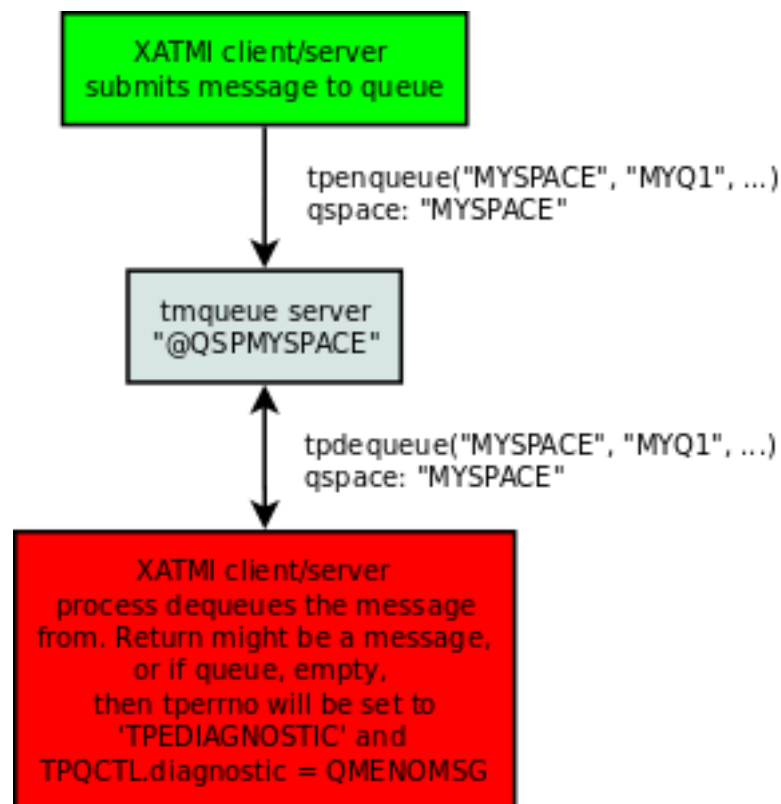 XATMI client/server
submits message to queue
tpenqueue("MYSPACE", "MYQ1", ...)
qspace: "MYSPACE"
tmqueue server
"@QSPMYSPACE"
tpdequeue("MYSPACE", "MYQ1", ...)
qspace: "MYSPACE"
XATMI client/server
process dequeues the message
from. Return might be a message,
or if queue, empty,
then tperrno will be set to
'TPEDIAGNOSTIC' and
TPQCTL.diagnostic = QMENOMSG